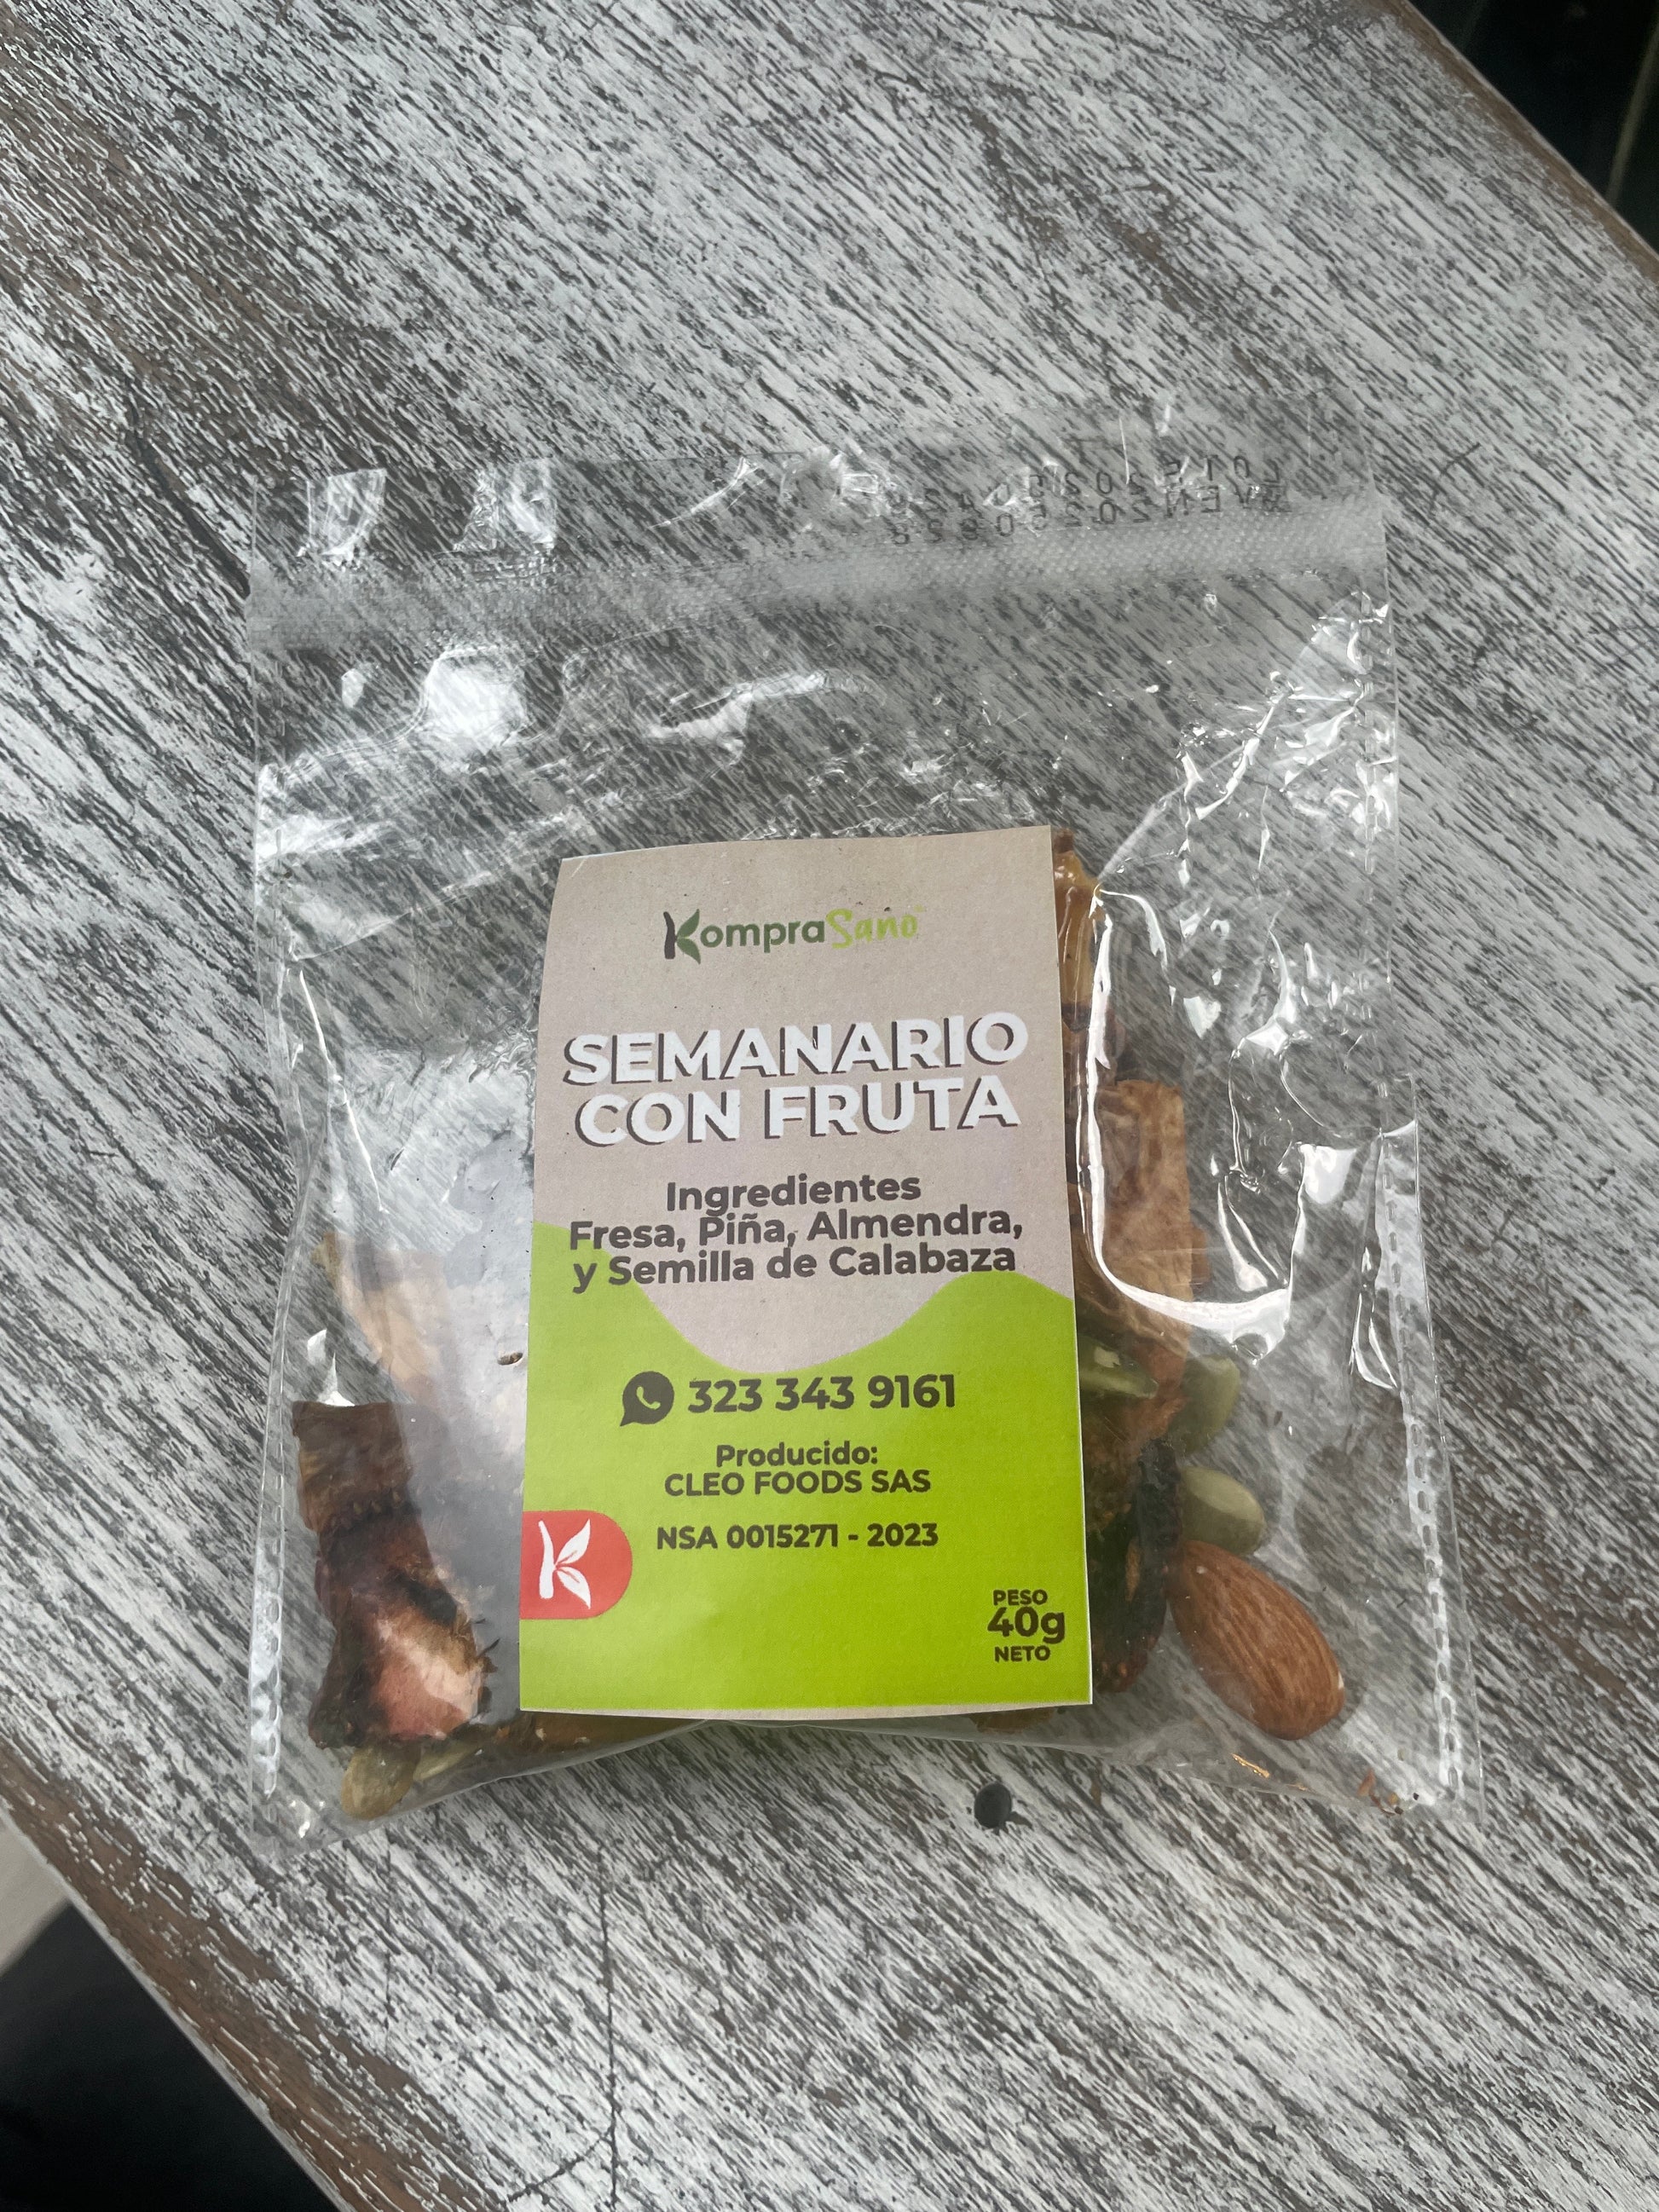 KompraSano
SEMANARIO
CON FRUTA
Ingredientes
Fresa, Piña, Almendra,
y Semilla de Calabaza
323 343 9161
Producido:
CLEO FOODS SAS
NSA 0015271 - 2023
PESO
40g
NETO